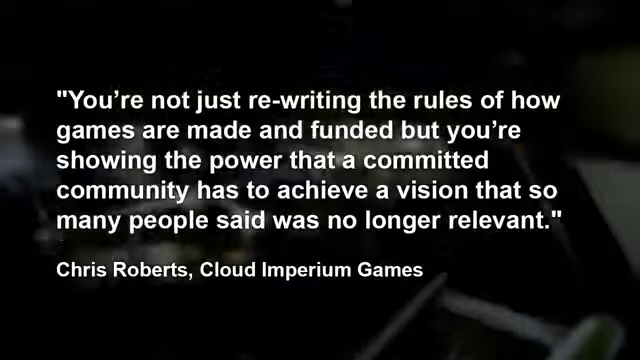 "You’re not just re-writing the rules of how
games are made and funded but you’re
showing the power that a committed
community has to achieve a vision that so
many people said was no longer relevant."
Chris Roberts, Cloud Imperium Games